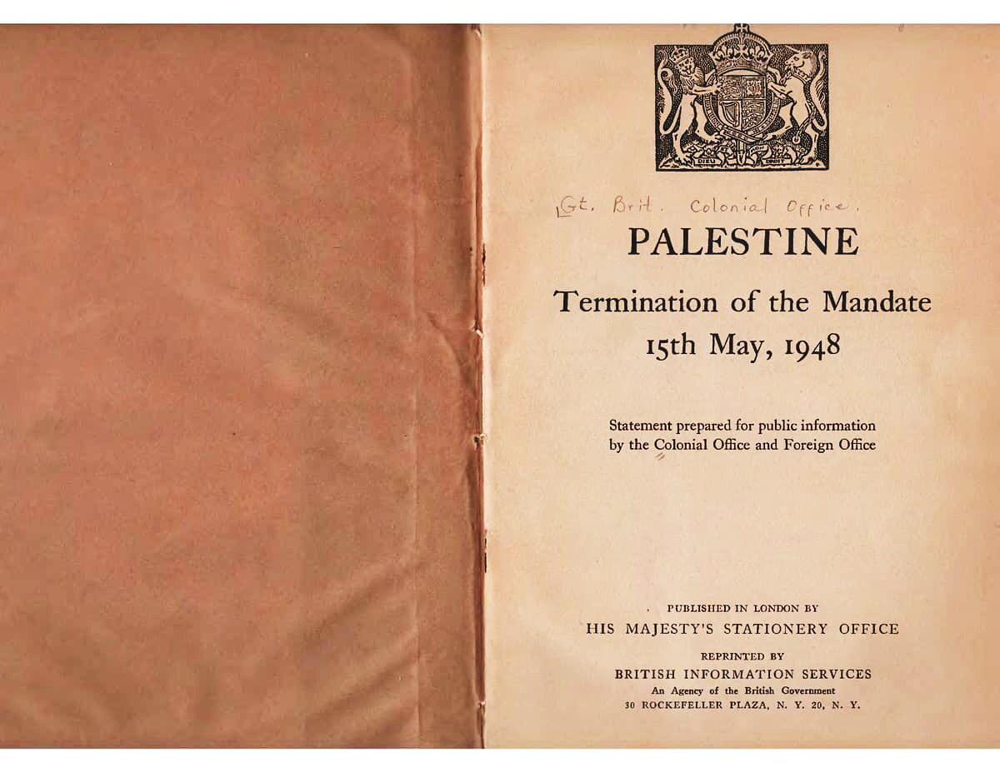 DIEU ET MON DROIT
Gt. Brit. Colonial Office.
PALESTINE
Termination of the Mandate
15th May, 1948
Statement prepared for public information
by the Colonial Office and Foreign Office
PUBLISHED IN LONDON BY
HIS MAJESTY'S STATIONERY OFFICE
REPRINTED BY
BRITISH INFORMATION SERVICES
An Agency of the British Government
30 ROCKEFELLER PLAZA, N. Y. 20, N. Y.